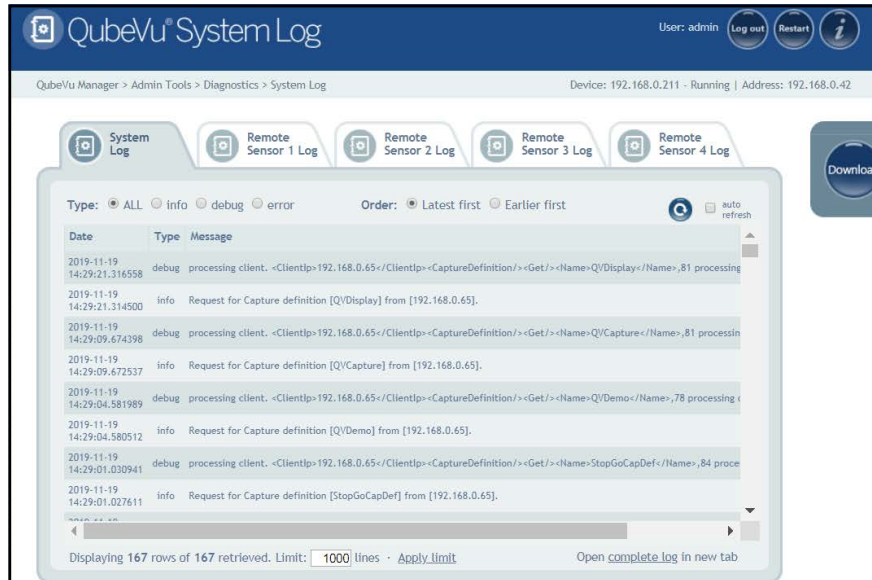 QubeVu® System Log
User: admin
Log out
Restart
i
QubeVu Manager > Admin Tools > Diagnostics > System Log
Device: 192.168.0.211 - Running | Address: 192.168.0.42
System Log
Remote Sensor 1 Log
Remote Sensor 2 Log
Remote Sensor 3 Log
Remote Sensor 4 Log
Downloa
Type: ALL info debug error
Order: Latest first Earlier first
auto refresh
Date Type Message
2019-11-19 14:29:21.316558 debug processing client. <ClientIp>192.168.0.65</ClientIp><CaptureDefinition/><Get/><Name>QVDisplay</Name>,81 processing
2019-11-19 14:29:21.314500 info Request for Capture definition [QVDisplay] from [192.168.0.65].
2019-11-19 14:29:09.674398 debug processing client. <ClientIp>192.168.0.65</ClientIp><CaptureDefinition/><Get/><Name>QVCapture</Name>,81 processin
2019-11-19 14:29:09.672537 info Request for Capture definition [QVCapture] from [192.168.0.65].
2019-11-19 14:29:04.581989 debug processing client. <ClientIp>192.168.0.65</ClientIp><CaptureDefinition/><Get/><Name>QVDemo</Name>,78 processing
2019-11-19 14:29:04.580512 info Request for Capture definition [QVDemo] from [192.168.0.65].
2019-11-19 14:29:01.030941 debug processing client. <ClientIp>192.168.0.65</ClientIp><CaptureDefinition/><Get/><Name>StopGoCapDef</Name>,84 proce
2019-11-19 14:29:01.027611 info Request for Capture definition [StopGoCapDef] from [192.168.0.65].
Displaying 167 rows of 167 retrieved. Limit: 1000 lines · Apply limit
Open complete log in new tab